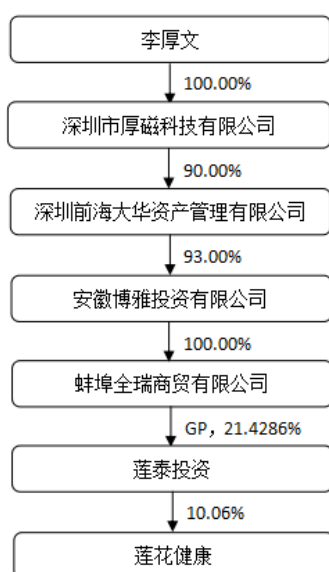 李厚文
100.00%
深圳市厚磁科技有限公司
90.00%
深圳前海大华资产管理有限公司
93.00%
安徽博雅投资有限公司
100.00%
蚌埠全瑞商贸有限公司
GP，21.4286%
莲泰投资
10.06%
莲花健康